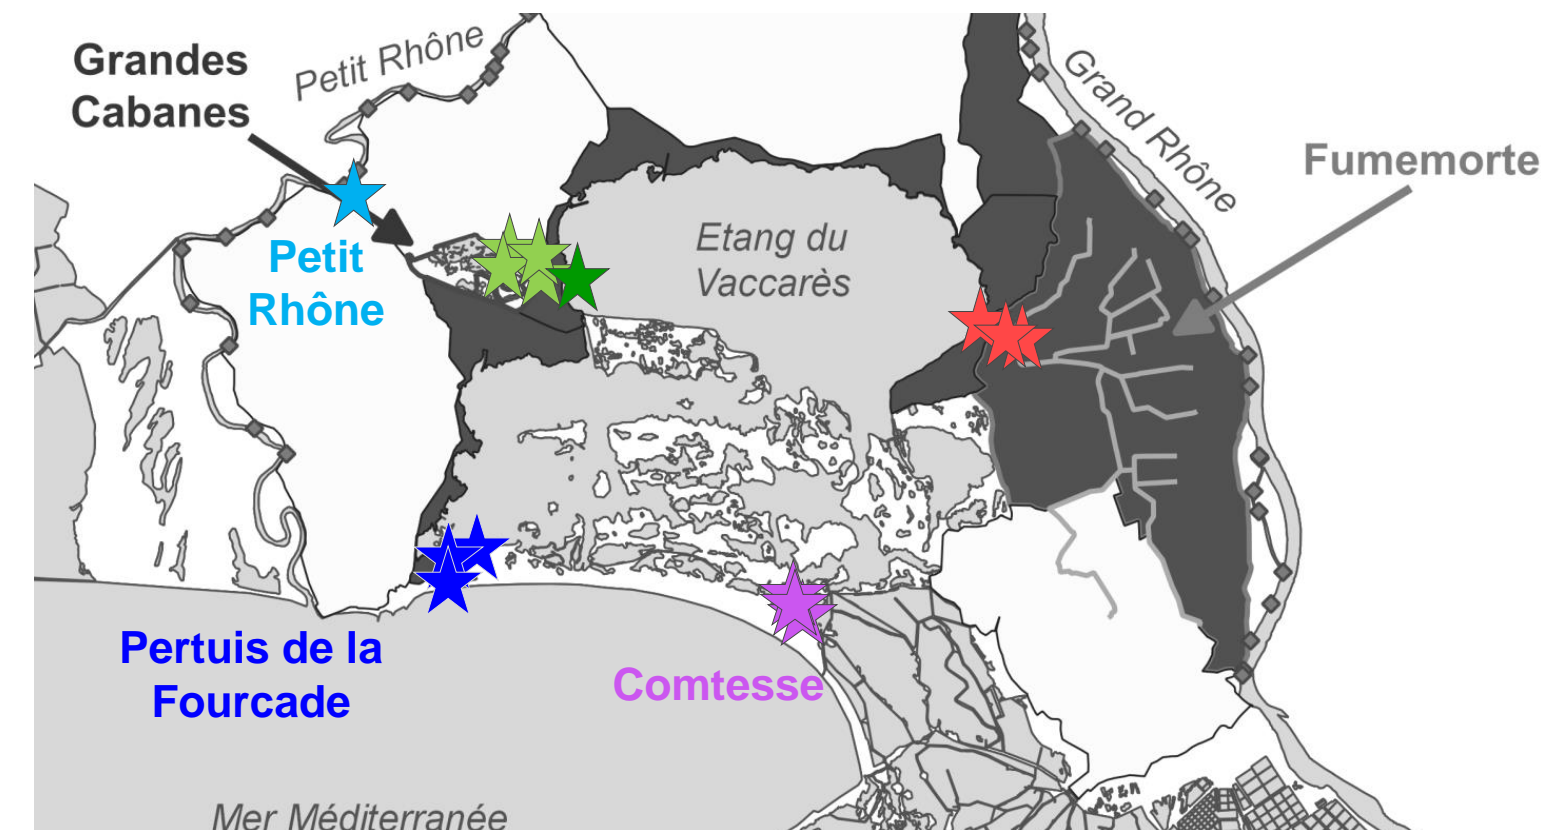 Grandes
Cabanes
Petit Rhône
Grand Rhône
Fumemorte
Petit
Rhône
Etang du
Vaccarès
Pertuis de la
Fourcade
Comtesse
Mer Méditerranée